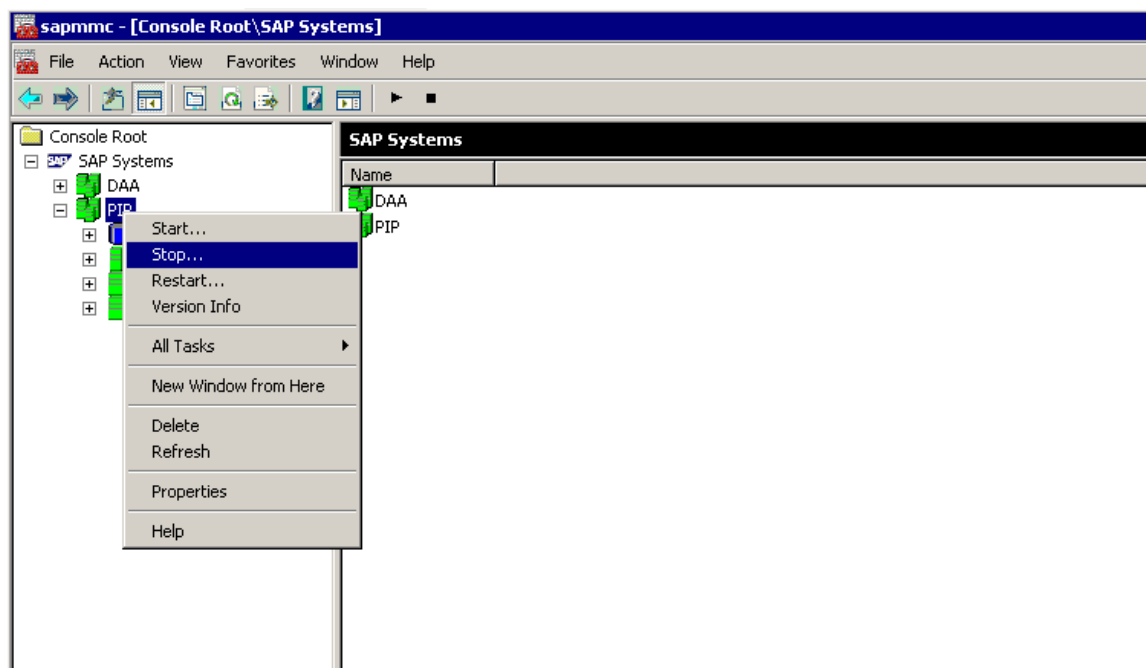 sapmmc - [Console Root\SAP Systems]
File Action View Favorites Window Help
Console Root
SAP SAP Systems
DAA
PIP
Start...
Stop...
Restart...
Version Info
All Tasks
New Window from Here
Delete
Refresh
Properties
Help
SAP Systems
Name
DAA
PIP